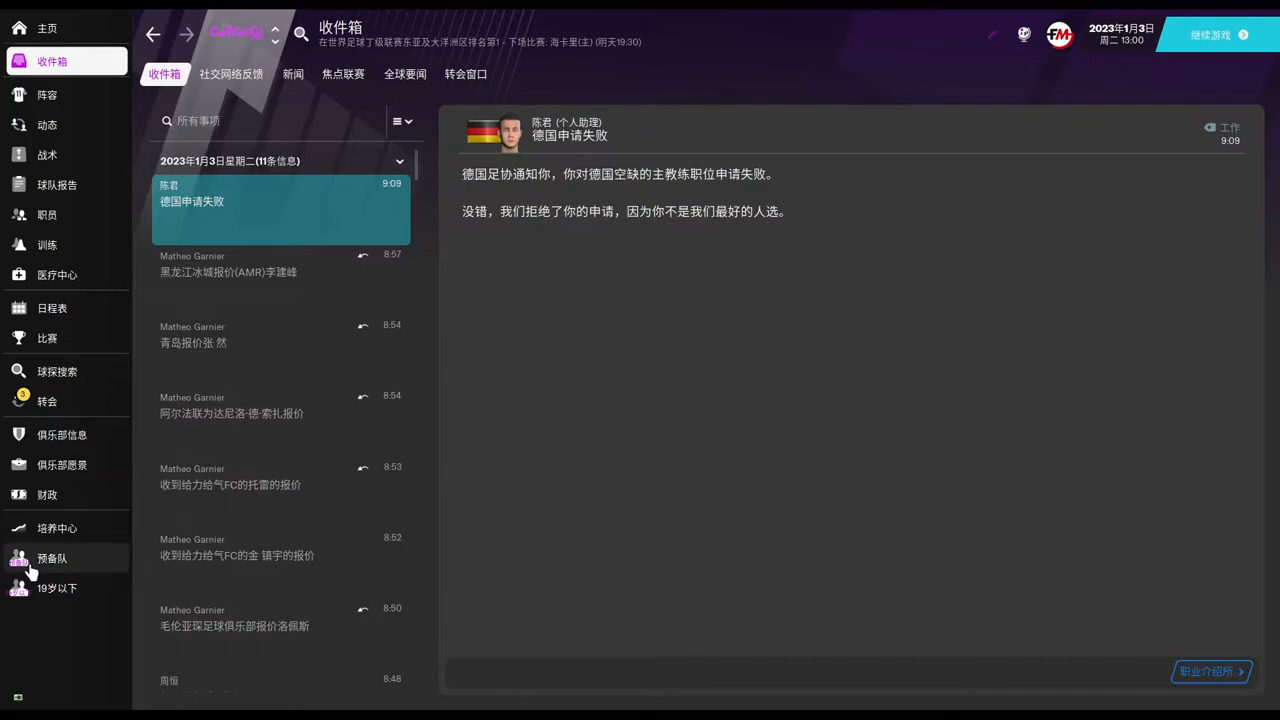 主页
收件箱
阵容
动态
战术
球队报告
职员
训练
医疗中心
日程表
比赛
球探搜索
3
转会
俱乐部信息
俱乐部愿景
财政
培养中心
预备队
19岁以下
收件箱
在世界足球丁级联赛东亚及大洋洲区排名第1 - 下场比赛: 海卡里(主) (明天19:30)
FM
2023年1月3日
周二 13:00
继续游戏
收件箱 社交网络反馈 新闻 焦点联赛 全球要闻 转会窗口
所有事项
2023年1月3日星期二(11条信息)
陈君 9:09
德国申请失败
Matheo Garnier 8:57
黑龙江冰城报价(AMR)李建峰
Matheo Garnier 8:54
青岛报价张 然
Matheo Garnier 8:54
阿尔法联为达尼洛·德·索扎报价
Matheo Garnier 8:53
收到给力给气FC的托雷的报价
Matheo Garnier 8:52
收到给力给气FC的金 镇宇的报价
Matheo Garnier 8:50
毛伦亚琛足球俱乐部报价洛佩斯
周恒 8:48
陈君 (个人助理)
德国申请失败
工作
9:09
德国足协通知你，你对德国空缺的主教练职位申请失败。
没错，我们拒绝了你的申请，因为你不是我们最好的人选。
职业介绍所